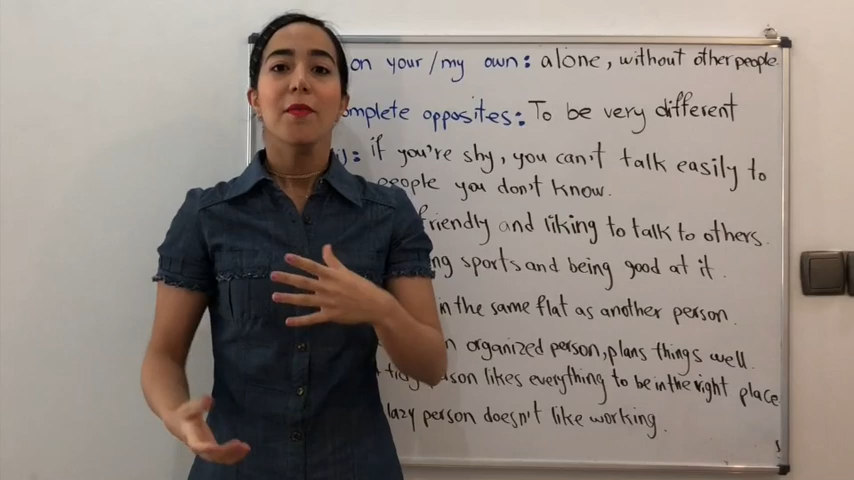 on your/my own: alone, without other people
complete opposites: To be very different
if you're shy, you can't talk easily to
people you don't know.
friendly and liking to talk to others.
sports and being good at it.
in the same flat as another person.
organized person, plans things well.
tidy person likes everything to be in the right place
lazy person doesn't like working.